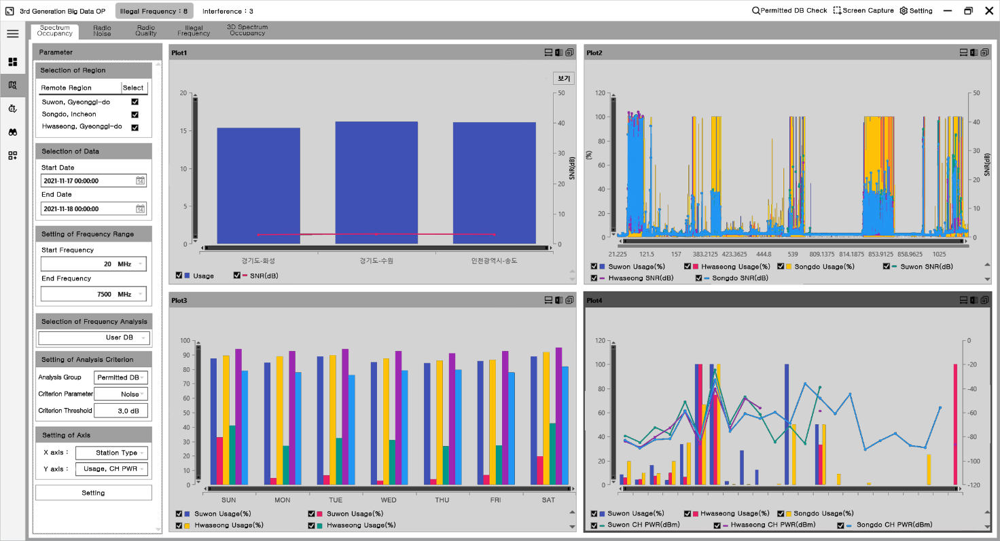 3rd Generation Big Data OP
Illegal Frequency : 8
Interference : 3
Permitted DB Check
Screen Capture
Setting
Spectrum
Occupancy
Radio
Noise
Radio
Quality
Illegal
Frequency
3D Spectrum
Occupancy
Parameter
Selection of Region
Remote Region
Select
Suwon, Gyeonggi-do
Songdo, Incheon
Hwaseong, Gyeonggi-do
Selection of Data
Start Date
2021-11-17 00:00:00
14
End Date
2021-11-18 00:00:00
14
Setting of Frequency Range
Start Frequency
20 MHz
End Frequency
7500 MHz
Selection of Frequency Analysis
User DB
Setting of Analysis Criterion
Analysis Group
Permitted DB
Criterion Parameter
Noise
Criterion Threshold
3,0 dB
Setting of Axis
X axis :
Station Type
Y axis :
Usage, CH PWR
Setting
Plot1
보기
20
15
10
5
0
50
40
30
20
10
0
SNR(dB)
경기도-화성
경기도-수원
인천광역시-송도
Usage
SNR(dB)
Plot2
120
100
80
60
40
20
0
(%)
50
40
30
20
10
0
SNR(dB)
21.225
121.5
157
383.2125
423.3625
444.8
539
809.1375
814.1875
853.9125
858.9625
1025
Suwon Usage(%)
Hwaseong Usage(%)
Songdo Usage(%)
Suwon SNR(dB)
Hwaseong SNR(dB)
Songdo SNR(dB)
Plot3
100
90
80
70
60
50
40
30
20
10
0
SUN
MON
TUE
WED
THU
FRI
SAT
Suwon Usage(%)
Suwon Usage(%)
Hwaseong Usage(%)
Hwaseong Usage(%)
Plot4
120
100
80
60
40
20
0
0
-20
-40
-60
-80
-100
-120
Suwon Usage(%)
Hwaseong Usage(%)
Songdo Usage(%)
Suwon CH PWR(dBm)
Hwaseong CH PWR(dBm)
Songdo CH PWR(dBm)